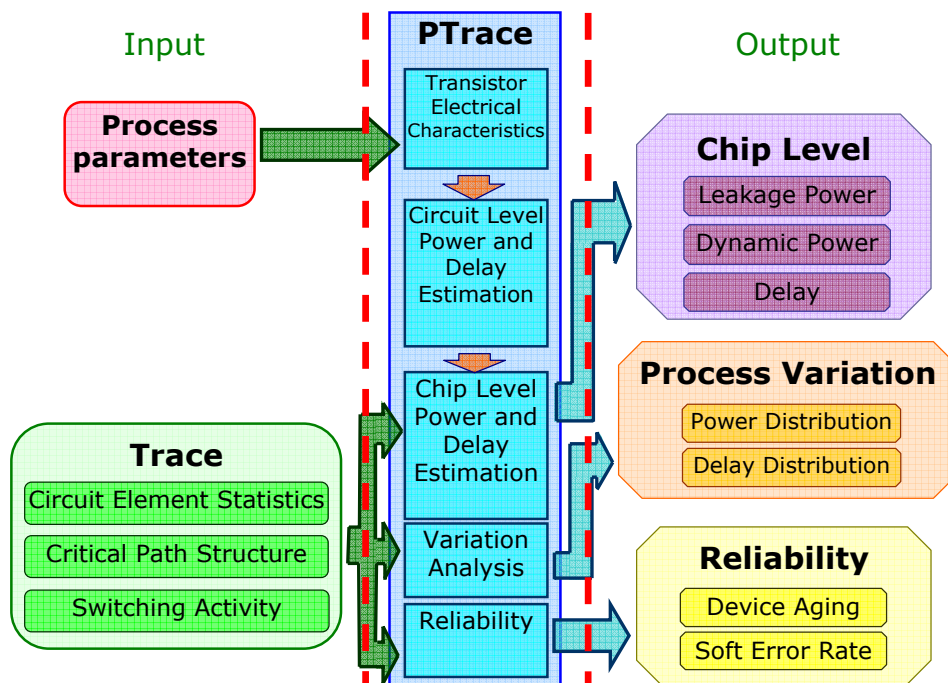 Input
PTrace
Output
Process
parameters
Transistor
Electrical
Characteristics
Circuit Level
Power and
Delay
Estimation
Chip Level
Power and
Delay
Estimation
Variation
Analysis
Reliability
Trace
Circuit Element Statistics
Critical Path Structure
Switching Activity
Chip Level
Leakage Power
Dynamic Power
Delay
Process Variation
Power Distribution
Delay Distribution
Reliability
Device Aging
Soft Error Rate